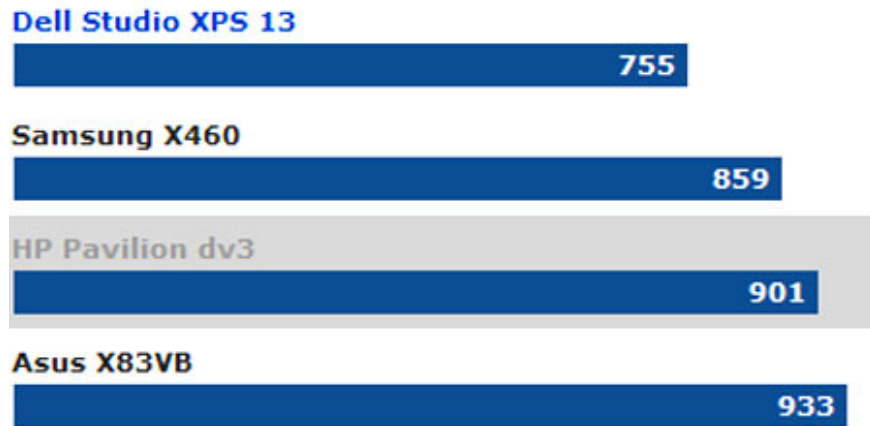 Dell Studio XPS 13
755
Samsung X460
859
HP Pavilion dv3
901
Asus X83VB
933